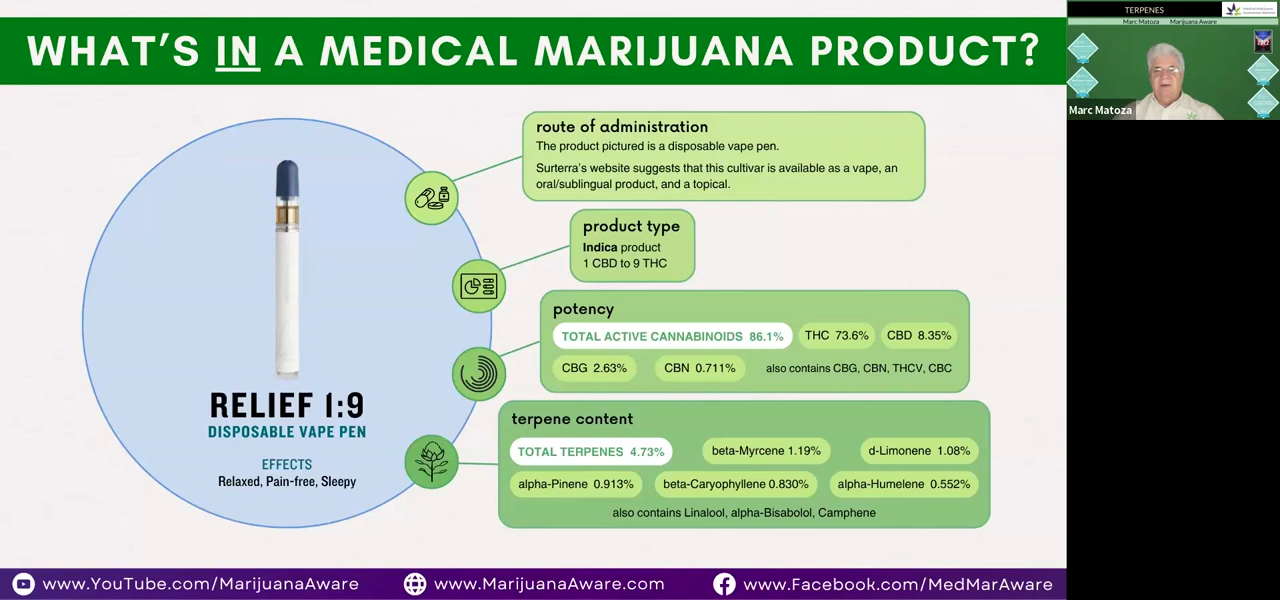 WHAT'S IN A MEDICAL MARIJUANA PRODUCT?
TERPENES
Marc Matoza Marijuana Aware
Marc Matoza
route of administration
The product pictured is a disposable vape pen.
Surterra's website suggests that this cultivar is available as a vape, an
oral/sublingual product, and a topical.
product type
Indica product
1 CBD to 9 THC
potency
TOTAL ACTIVE CANNABINOIDS 86.1%
THC 73.6%
CBD 8.35%
CBG 2.63%
CBN 0.711%
also contains CBG, CBN, THCV, CBC
terpene content
TOTAL TERPENES 4.73%
beta-Myrcene 1.19%
d-Limonene 1.08%
alpha-Pinene 0.913%
beta-Caryophyllene 0.830%
alpha-Humelene 0.552%
also contains Linalool, alpha-Bisabolol, Camphene
RELIEF 1:9
DISPOSABLE VAPE PEN
EFFECTS
Relaxed, Pain-free, Sleepy
www.YouTube.com/MarijuanaAware
www.MarijuanaAware.com
www.Facebook.com/MedMarAware